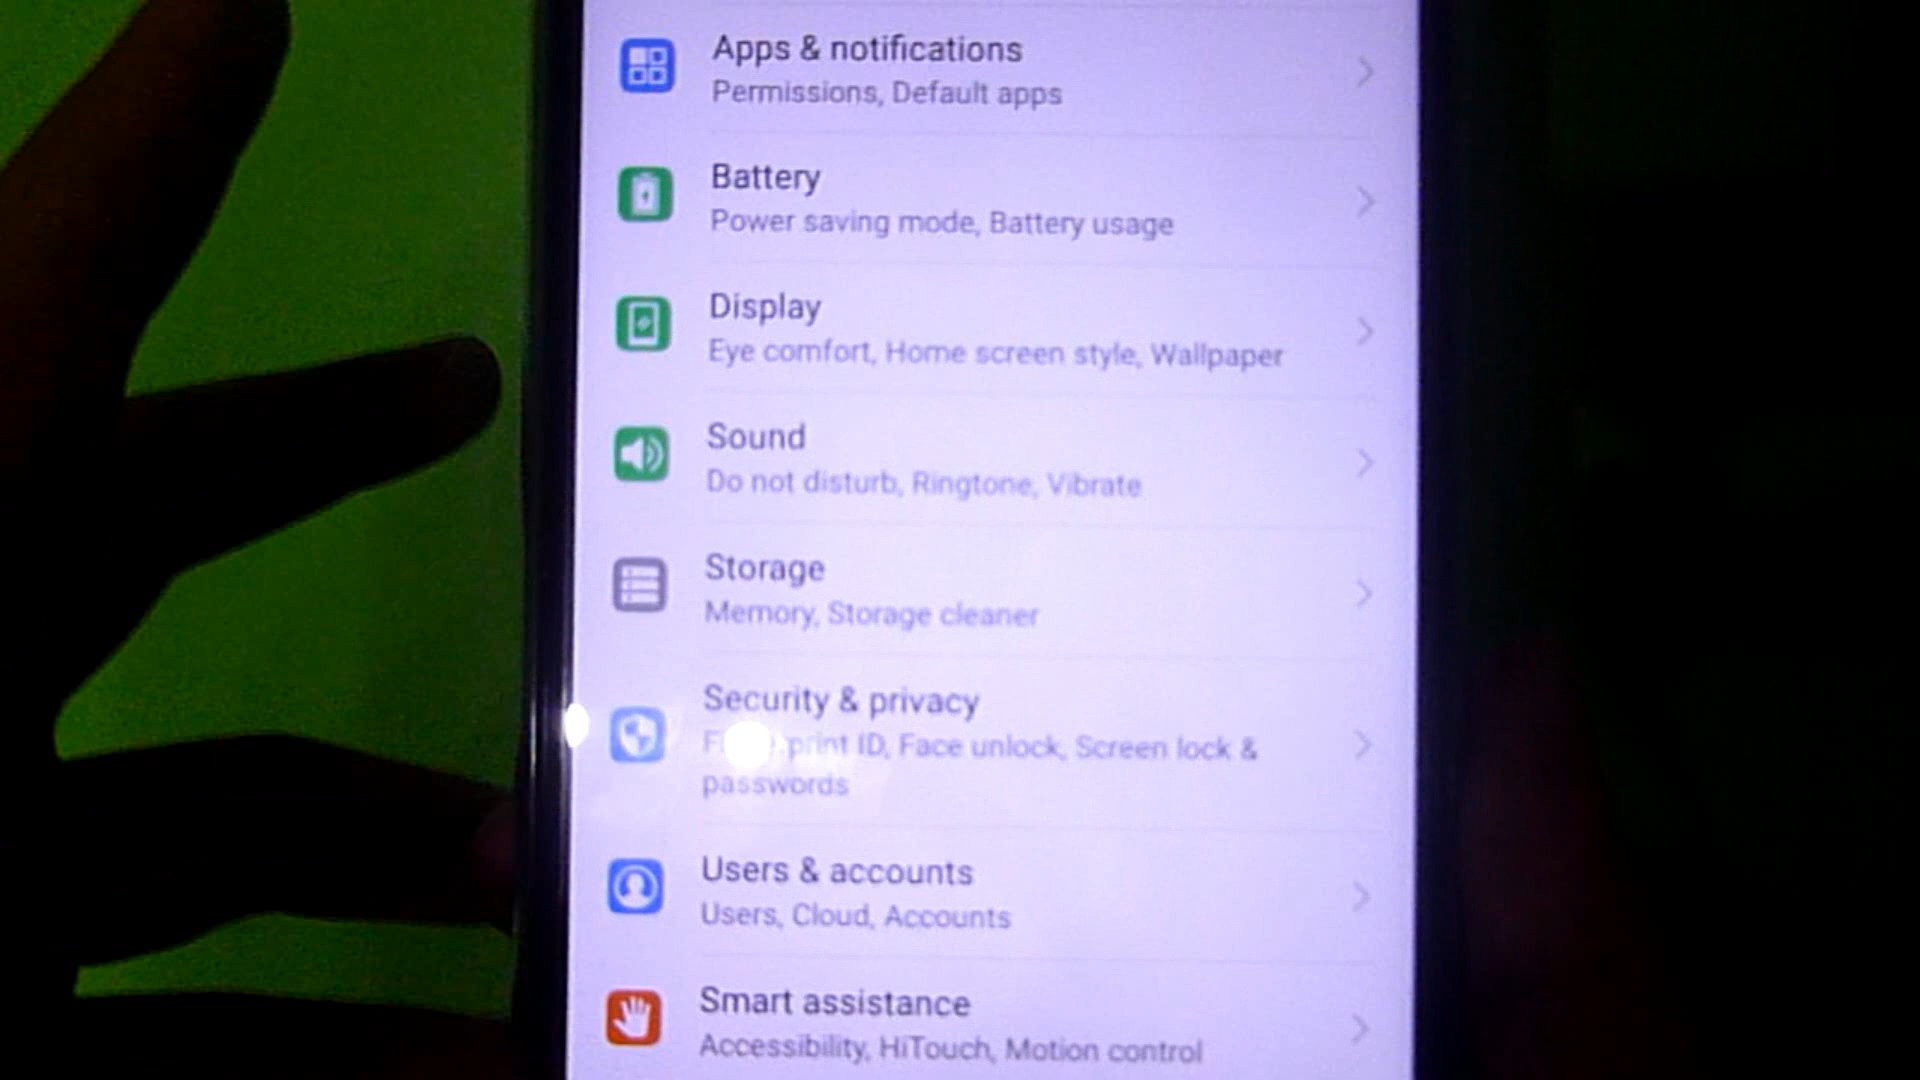 Apps & notifications
Permissions, Default apps
Battery
Power saving mode, Battery usage
Display
Eye comfort, Home screen style, Wallpaper
Sound
Do not disturb, Ringtone, Vibrate
Storage
Memory, Storage cleaner
Security & privacy
ID, Face unlock, Screen lock &
passwords
Users & accounts
Users, Cloud, Accounts
Smart assistance
Accessibility, HiTouch, Motion control